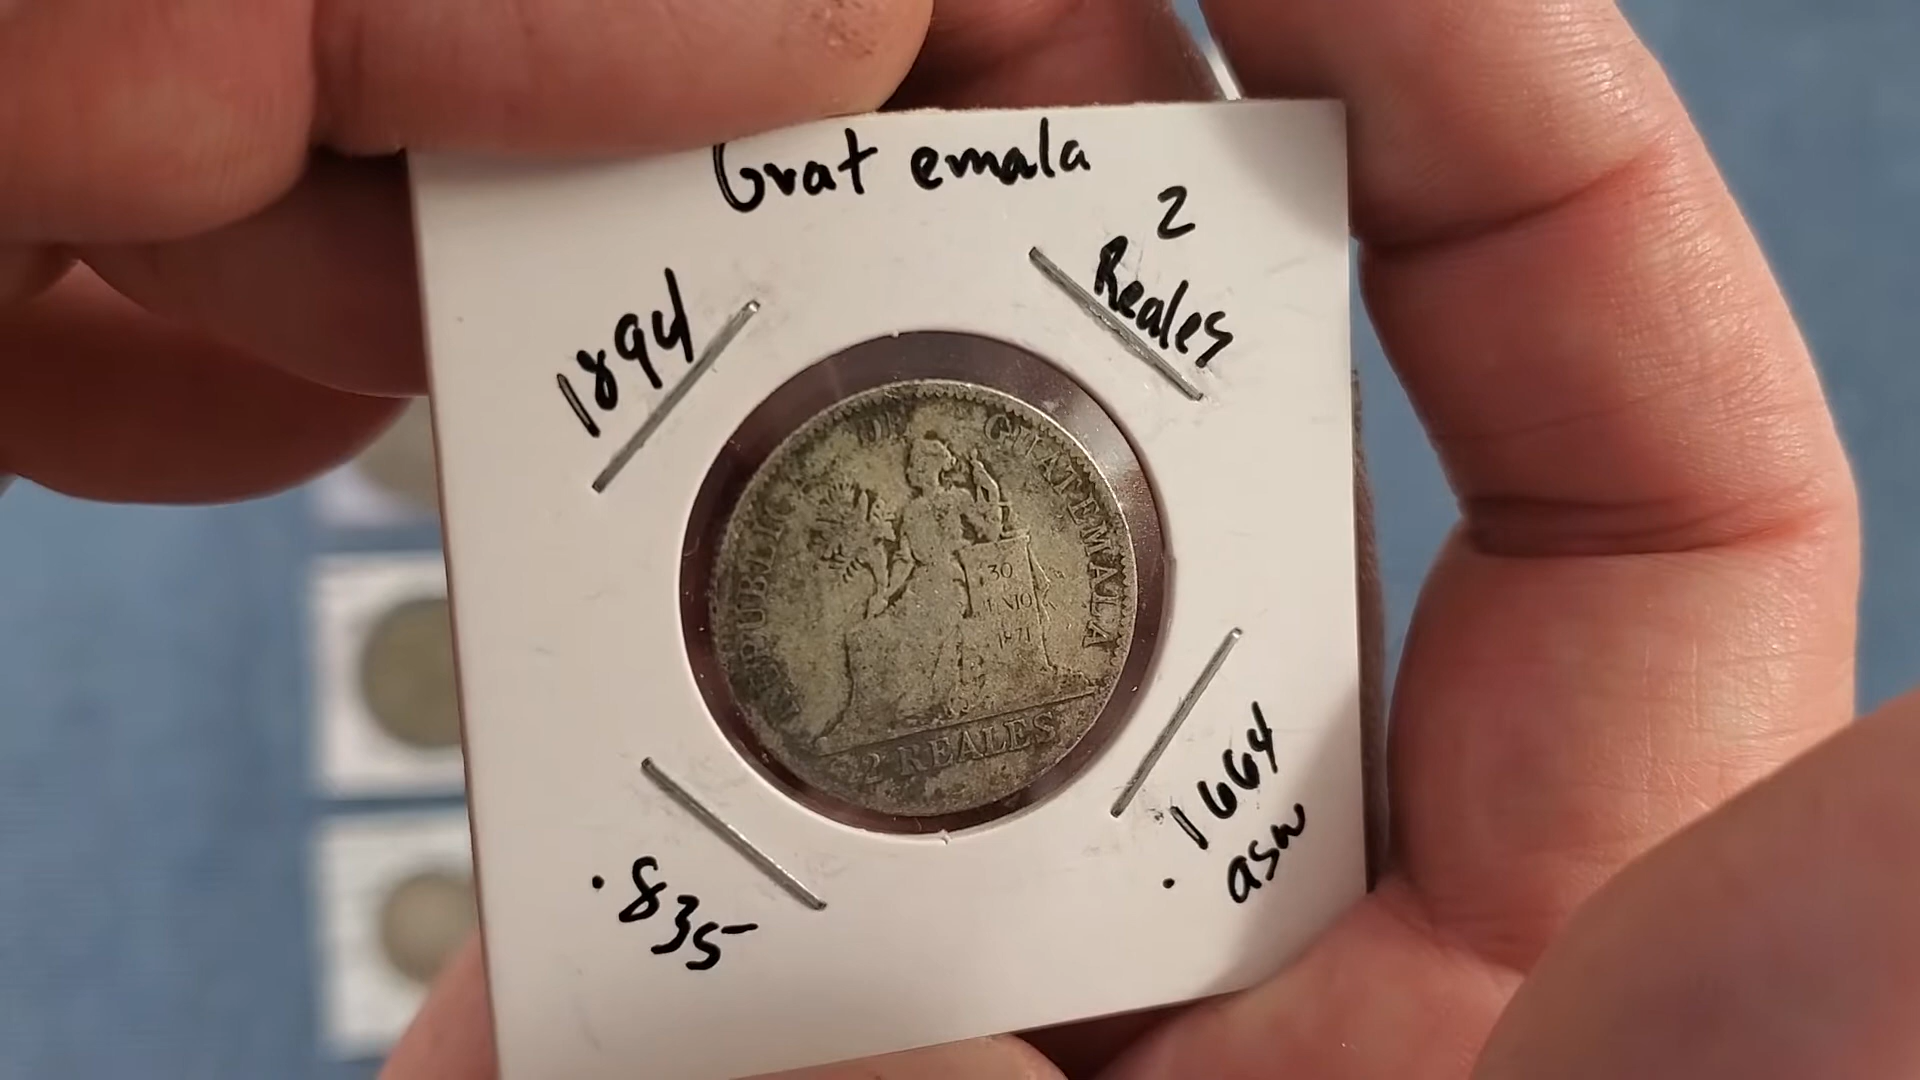 Guatemala
1894
2
Reales
REPUBLICA DE GUATEMALA
30
JUNIO
1871
2 REALES
.835
.1664
asw